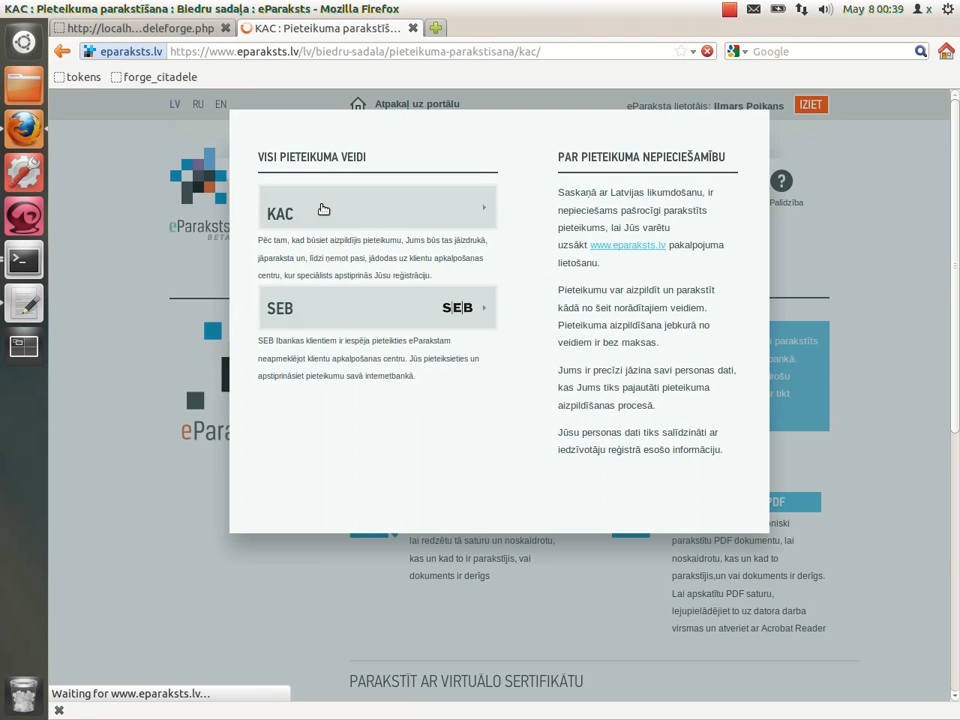 KAC : Pieteikuma parakstīšana : Biedru sadaļa : eParaksts - Mozilla Firefox
May 8 00:39
x
http://localh...deleforge.php
KAC : Pieteikuma parakstīš...
eparaksts.lv
https://www.eparaksts.lv/lv/biedru-sadala/pieteikuma-parakstisana/kac/
Google
tokens
forge_citadele
LV RU EN
Atpakaļ uz portālu
eParaksta lietotājs: Ilmars Poikans
IZIET
VISI PIETEIKUMA VEIDI
KAC
Pēc tam, kad būsiet aizpildījis pieteikumu, Jums būs tas jāizdrukā,
jāparaksta un, līdzi ņemot pasi, jādodas uz klientu apkalpošanas
centru, kur speciālists apstiprinās Jūsu reģistrāciju.
SEB
SEB
SEB Ibankas klientiem ir iespēja pieteikties eParakstam
neapmeklējot klientu apkalpošanas centru. Jūs pieteiksieties un
apstiprināsiet pieteikumu savā internetbankā.
PAR PIETEIKUMA NEPIECIEŠAMĪBU
Saskaņā ar Latvijas likumdošanu, ir
nepieciešams pašrocīgi parakstīts
pieteikums, lai Jūs varētu
uzsākt www.eparaksts.lv pakalpojuma
lietošanu.
Pieteikumu var aizpildīt un parakstīt
kādā no šeit norādītajiem veidiem.
Pieteikuma aizpildīšana jebkurā no
veidiem ir bez maksas.
Jums ir precīzi jāzina savi personas dati,
kas Jums tiks pajautāti pieteikuma
aizpildīšanas procesā.
Jūsu personas dati tiks salīdzināti ar
iedzīvotāju reģistrā esošo informāciju.
eParaksts
BETA
Palīdzība
parakstīts
bankā.
rošu
ir tikt
ePara
PDF
lai redzētu tā saturu un noskaidrotu,
kas un kad to ir parakstījis, vai
dokuments ir derīgs
oniski
parakstītu PDF dokumentu, lai
noskaidrotu, kas un kad to
parakstījis,un vai dokuments ir derīgs.
Lai apskatītu PDF saturu,
lejupielādējiet to uz datora darba
virsmas un atveriet ar Acrobat Reader
PARAKSTĪT AR VIRTUĀLO SERTIFIKĀTU
Waiting for www.eparaksts.lv...